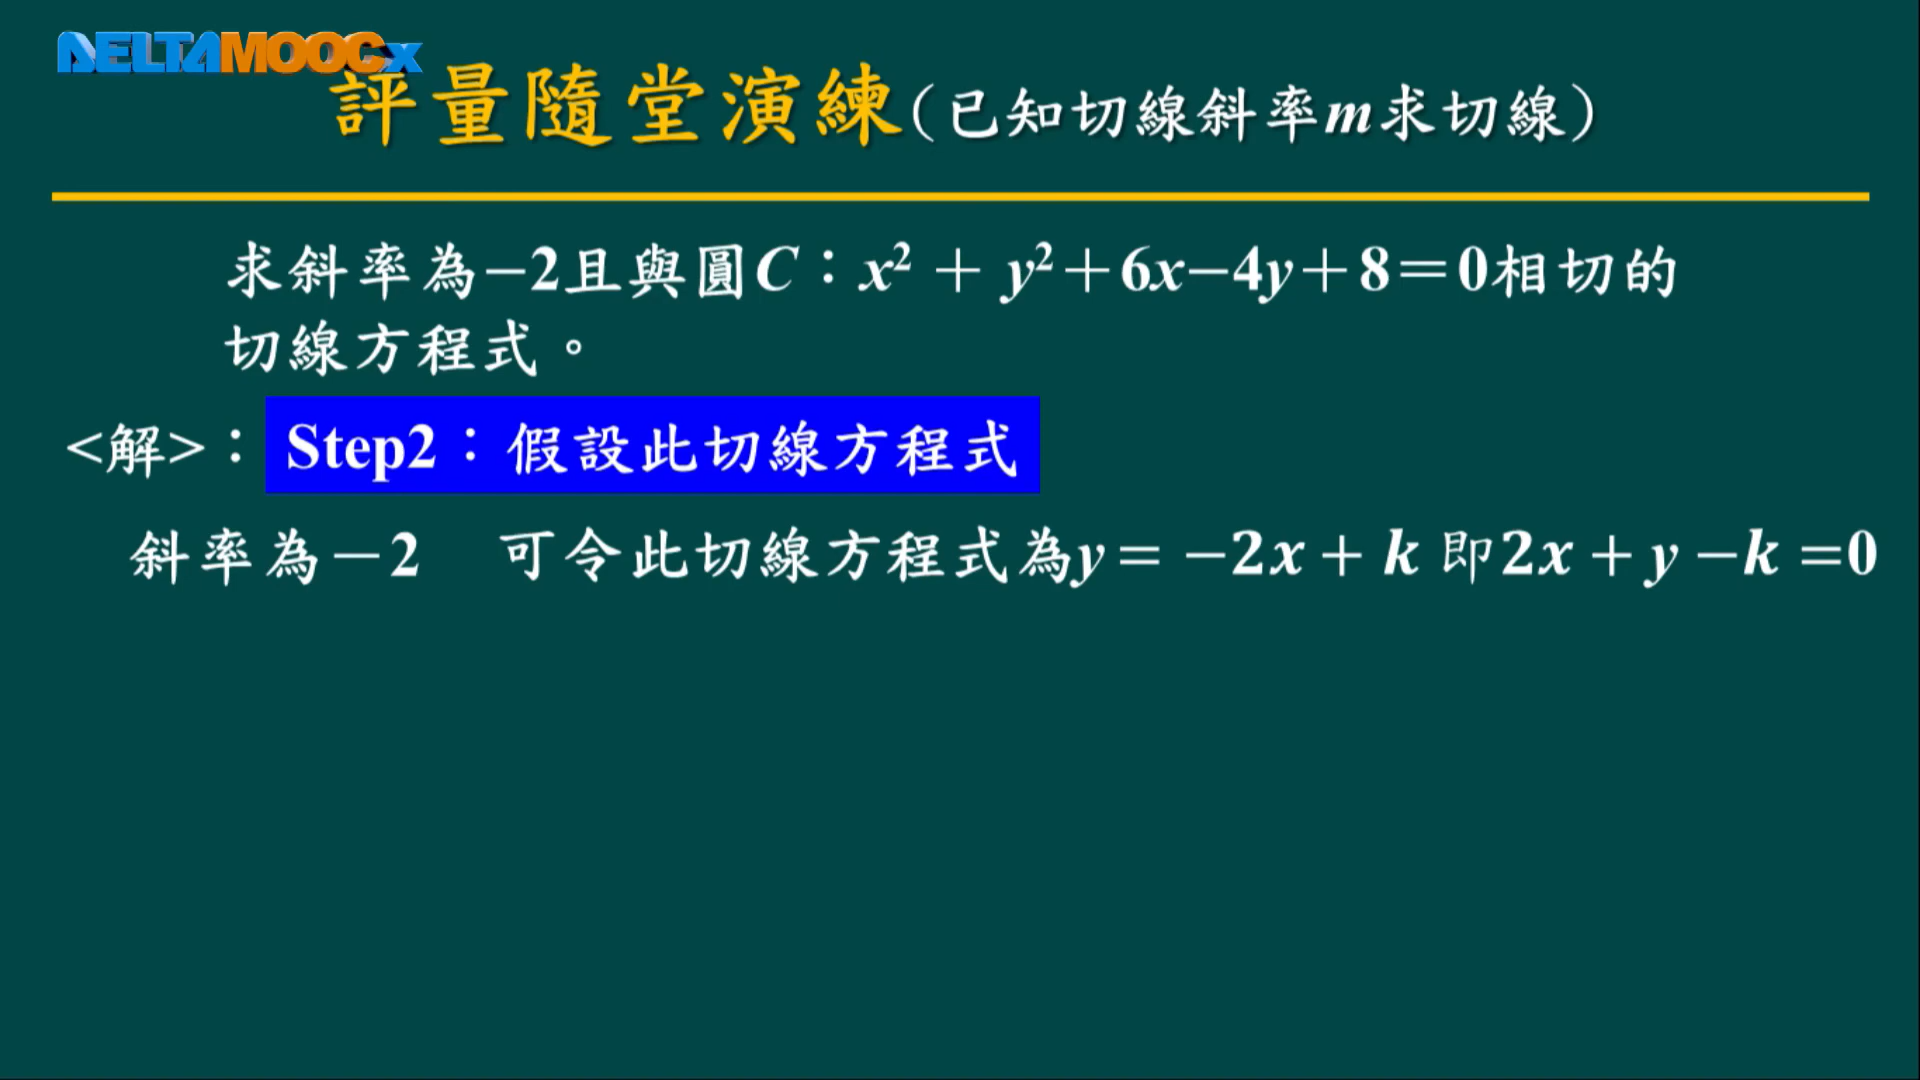 DELTAMOOCx
評量隨堂演練(已知切線斜率m求切線)
求斜率為−2且與圓C：x² + y²+6x−4y+8=0相切的
切線方程式。
<解>： Step2：假設此切線方程式
斜率為−2 可令此切線方程式為y = −2x + k 即2x + y − k =0